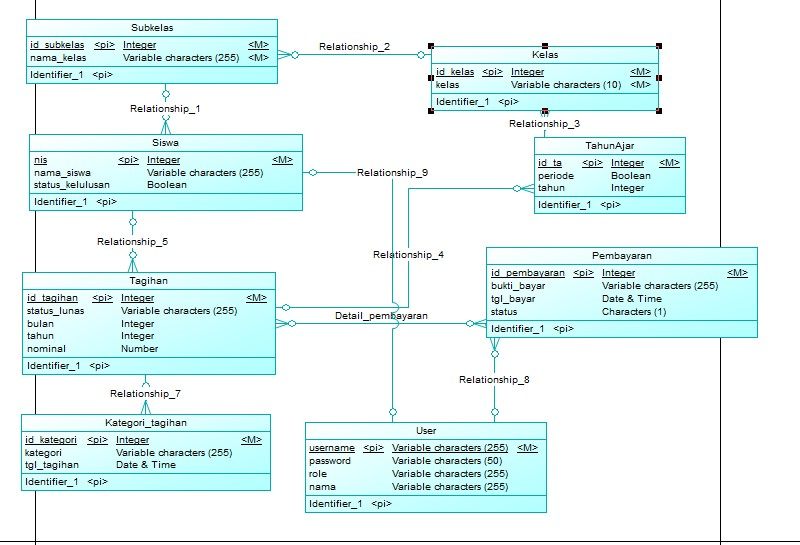 Subkelas
id_subkelas <pi> Integer <M>
nama_kelas Variable characters (255) <M>
Identifier_1 <pi>
Relationship_2
Kelas
id_kelas <pi> Integer <M>
kelas Variable characters (10) <M>
Identifier_1 <pi>
Relationship_1
Relationship_3
Siswa
nis <pi> Integer <M>
nama_siswa Variable characters (255)
status_kelulusan Boolean
Identifier_1 <pi>
TahunAjar
id_ta <pi> Integer <M>
periode Boolean
tahun Integer
Identifier_1 <pi>
Relationship_9
Relationship_5
Relationship_4
Pembayaran
id_pembayaran <pi> Integer <M>
bukti_bayar Variable characters (255)
tgl_bayar Date & Time
status Characters (1)
Identifier_1 <pi>
Tagihan
id_tagihan <pi> Integer <M>
status_lunas Variable characters (255)
bulan Integer
tahun Integer
nominal Number
Identifier_1 <pi>
Detail_pembayaran
Relationship_8
Relationship_7
Kategori_tagihan
id_kategori <pi> Integer <M>
kategori Variable characters (255)
tgl_tagihan Date & Time
Identifier_1 <pi>
User
username <pi> Variable characters (255) <M>
password Variable characters (50)
role Variable characters (255)
nama Variable characters (255)
Identifier_1 <pi>